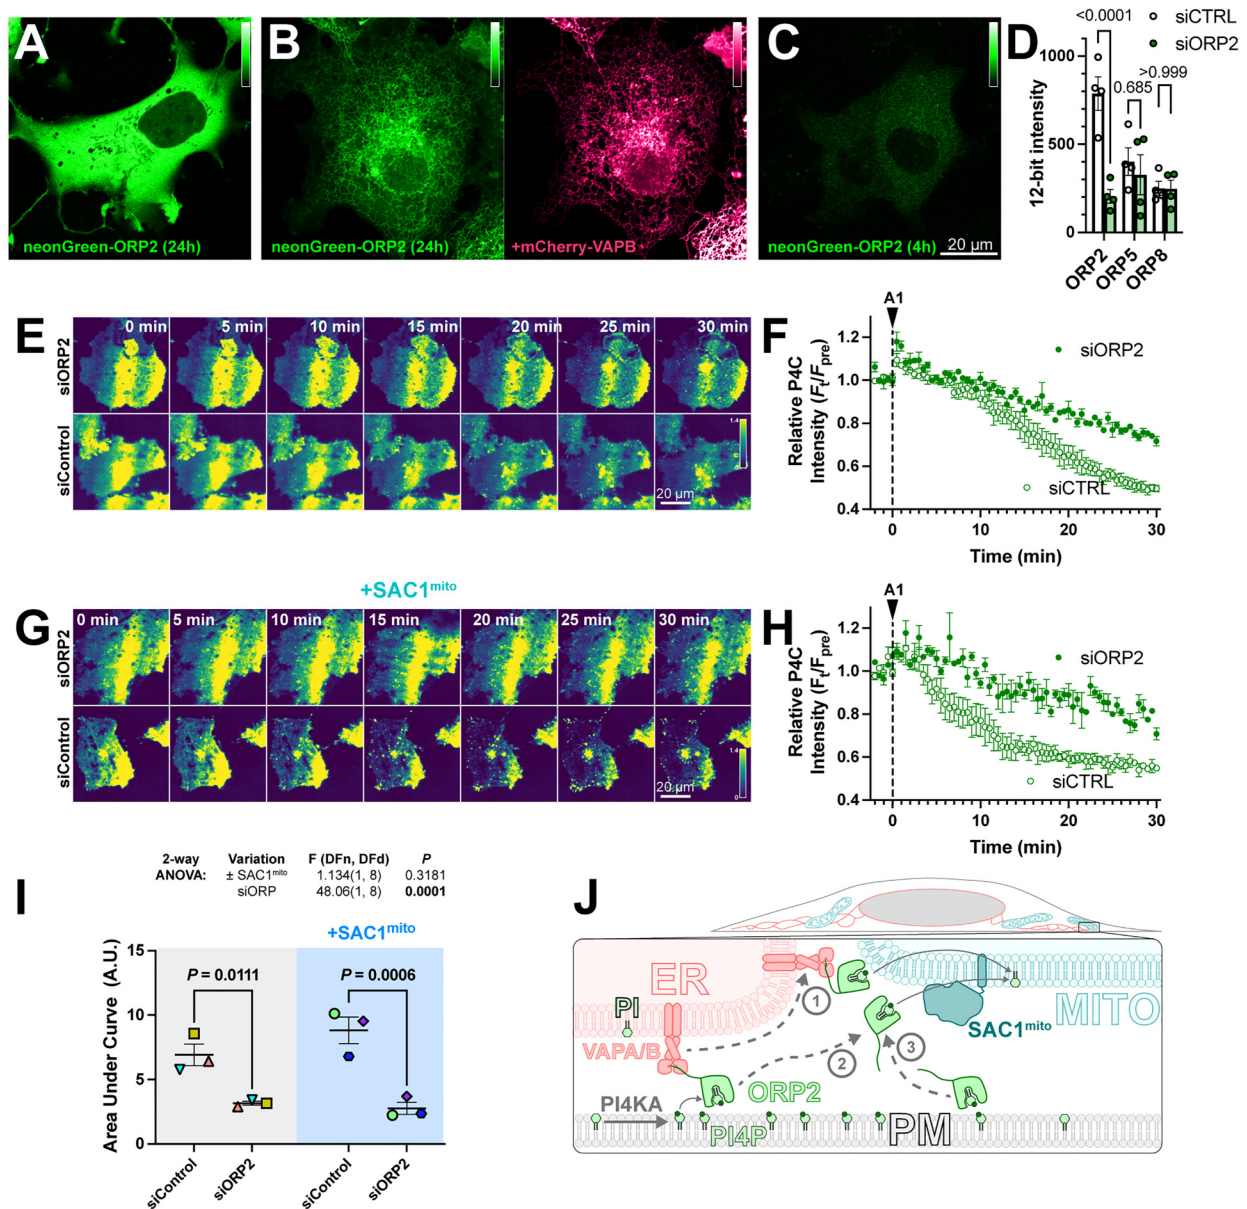 A
neonGreen-ORP2 (24h)
B
neonGreen-ORP2 (24h)
+mCherry-VAPB
C
neonGreen-ORP2 (4h)
20 µm
D
siCTRL
siORP2
<0.0001
0.685
>0.999
12-bit intensity
1000
500
0
ORP2
ORP5
ORP8
E
siORP2
0 min
5 min
10 min
15 min
20 min
25 min
30 min
siControl
1.4
0
20 µm
F
A1
Relative P4C
Intensity (Ft/Fpre)
1.2
1.0
0.8
0.6
0.4
siORP2
siCTRL
0
10
20
30
Time (min)
+SAC1mito
G
siORP2
0 min
5 min
10 min
15 min
20 min
25 min
30 min
siControl
1.4
0
20 µm
H
A1
Relative P4C
Intensity (Ft/Fpre)
1.2
1.0
0.8
0.6
0.4
siORP2
siCTRL
0
10
20
30
Time (min)
I
2-way Variation F (DFn, DFd) P
ANOVA: ± SAC1mito 1.134(1, 8) 0.3181
siORP 48.06(1, 8) 0.0001
+SAC1mito
Area Under Curve (A.U.)
15
10
5
0
P = 0.0111
P = 0.0006
siControl
siORP2
siControl
siORP2
J
ER
PI
VAPA/B
1
2
3
SAC1mito
MITO
ORP2
PI4KA
PI4P
PM